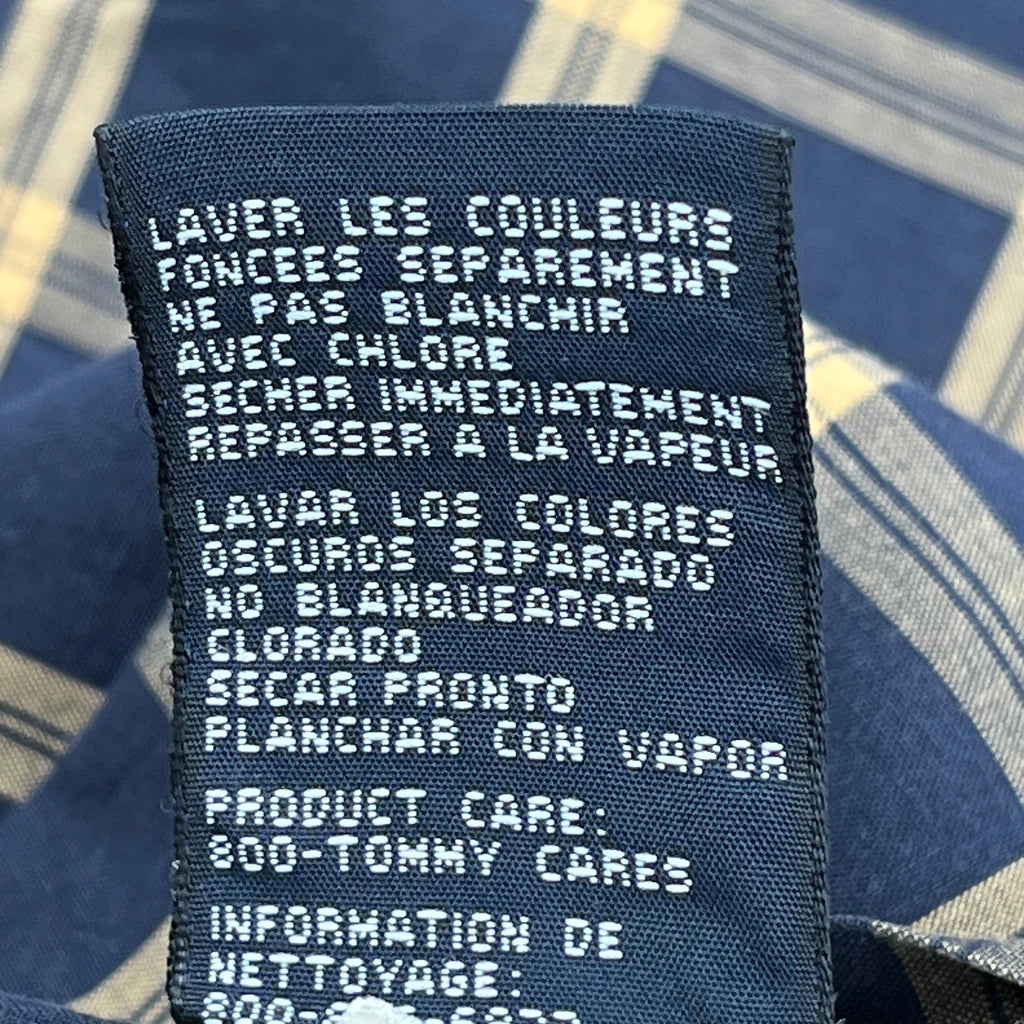 LAVER LES COULEURS
FONCEES SEPAREMENT
NE PAS BLANCHIR
AVEC CHLORE
SECHER IMMEDIATEMENT
REPASSER A LA VAPEUR
LAVAR LOS COLORES
OSCUROS SEPARADO
NO BLANQUEADOR
CLORADO
SECAR PRONTO
PLANCHAR CON VAPOR
PRODUCT CARE:
800-TOMMY CARES
INFORMATION DE
NETTOYAGE: